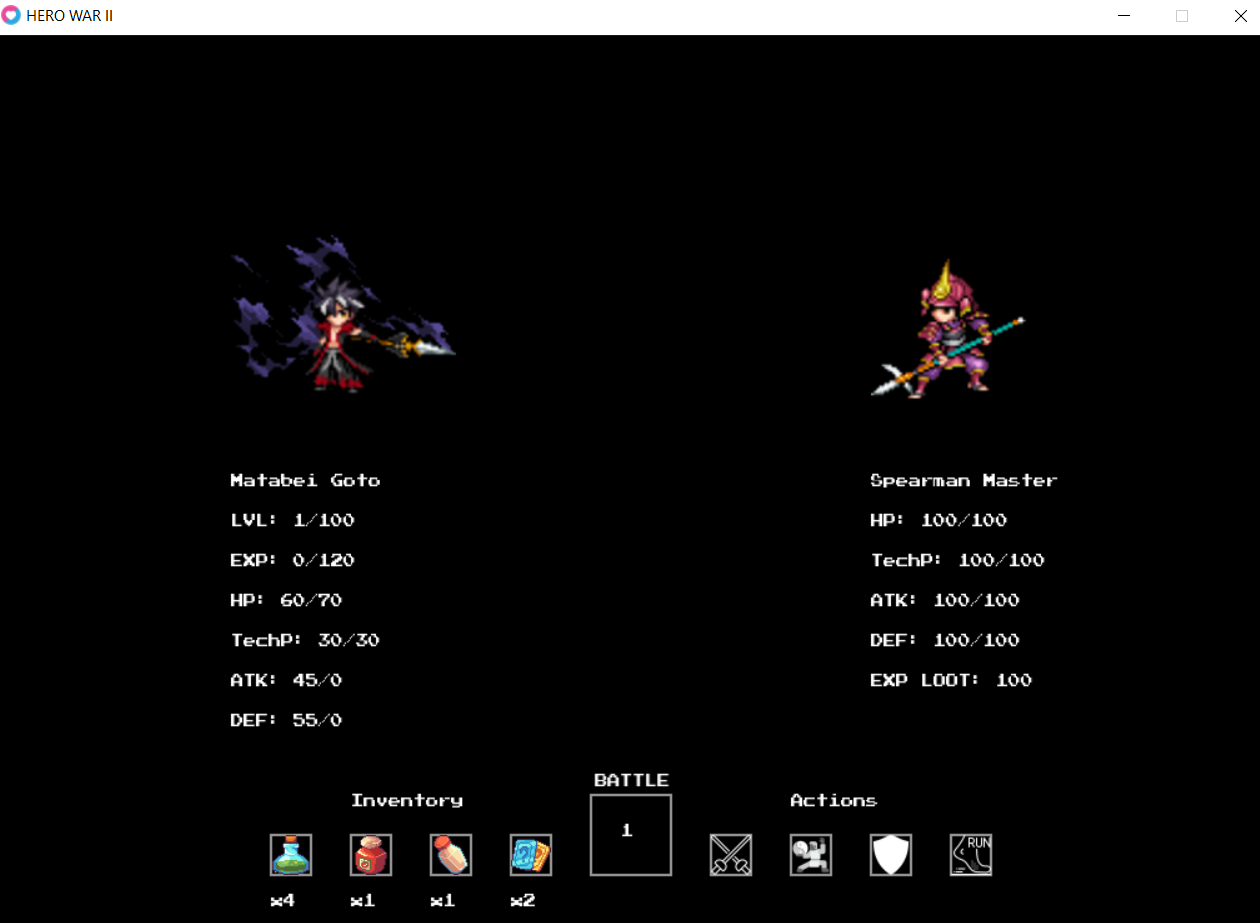 HERO WAR II
Matabei Goto
LVL: 1/100
EXP: 0/120
HP: 60/70
TechP: 30/30
ATK: 45/0
DEF: 55/0
Spearman Master
HP: 100/100
TechP: 100/100
ATK: 100/100
DEF: 100/100
EXP LOOT: 100
Inventory
x4
x1
x1
x2
BATTLE
1
Actions
RUN